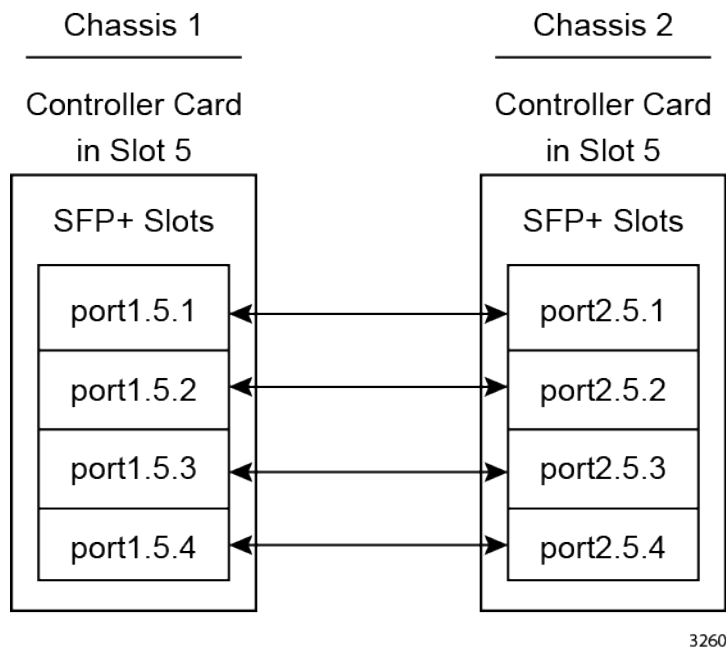 Chassis 1
Chassis 2
Controller Card
in Slot 5
Controller Card
in Slot 5
SFP+ Slots
SFP+ Slots
port1.5.1
port2.5.1
port1.5.2
port2.5.2
port1.5.3
port2.5.3
port1.5.4
port2.5.4
3260